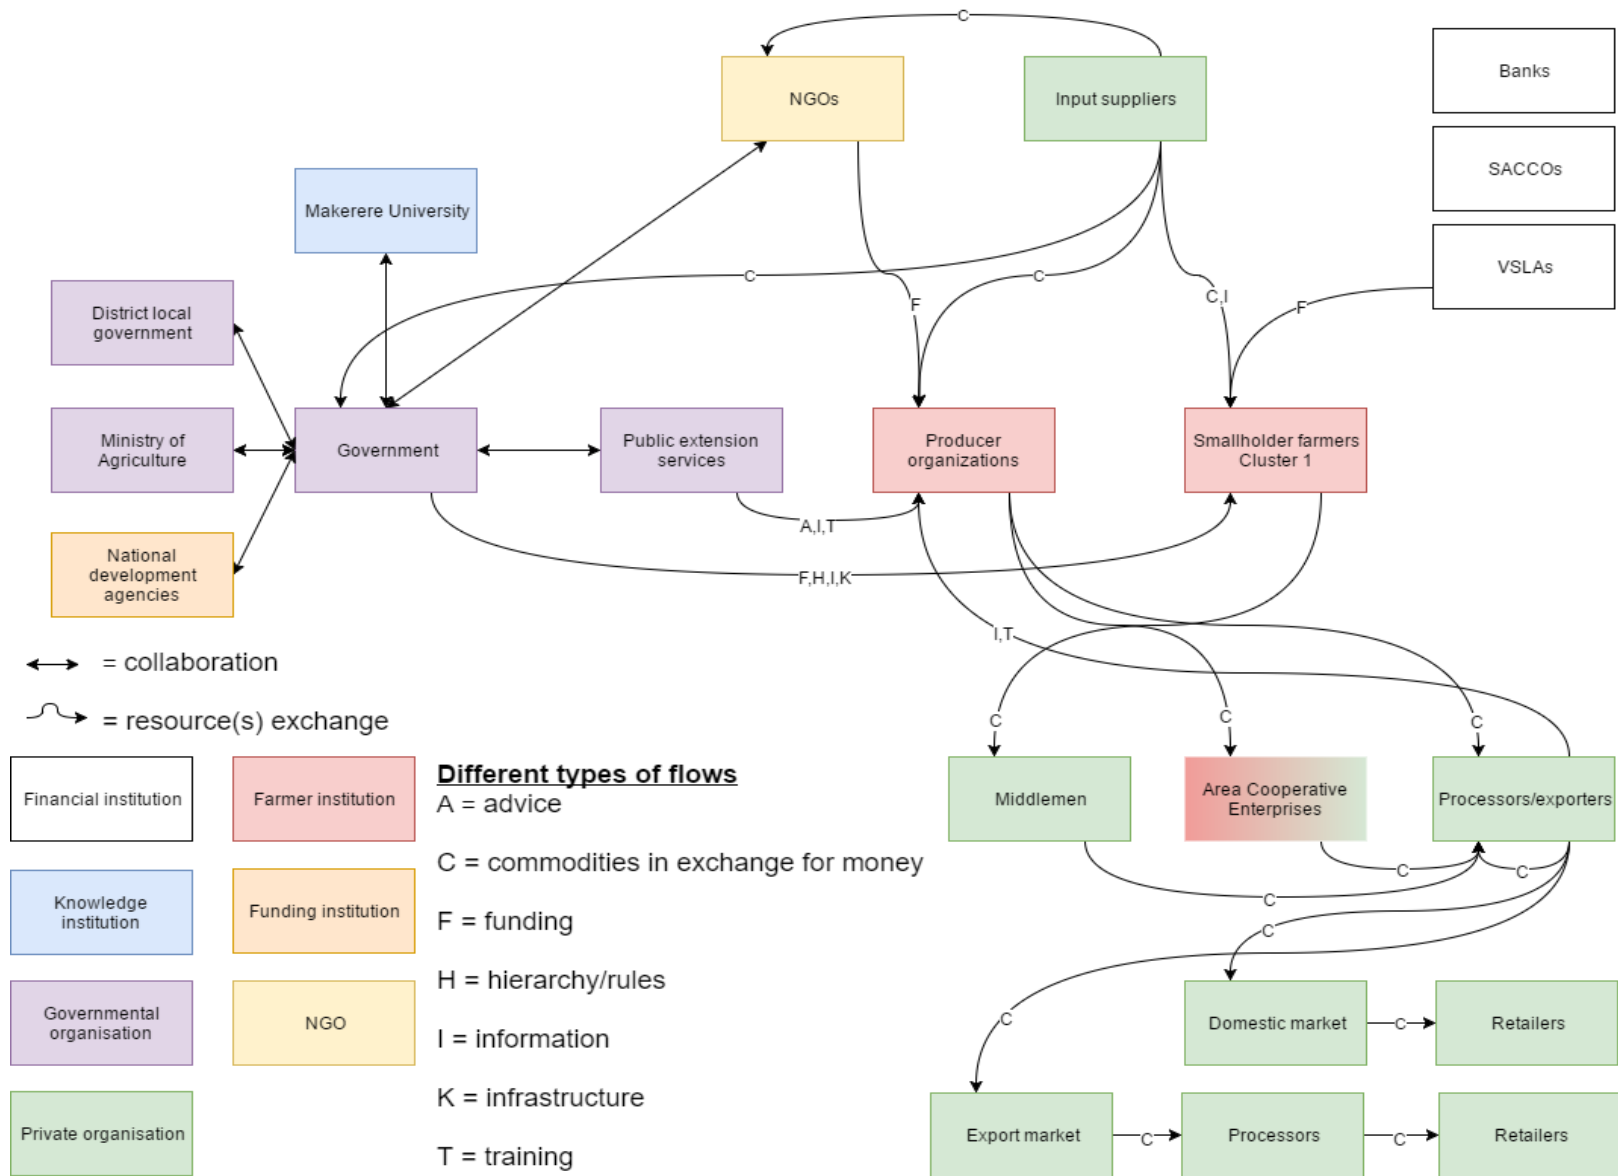 C
NGOs
Input suppliers
Banks
SACCOs
VSLAs
Makerere University
C
C
C,I
F
F
District local
government
Ministry of
Agriculture
Government
Public extension
services
Producer
organizations
Smallholder farmers
Cluster 1
National
development
agencies
A,I,T
F,H,I,K
I,T
= collaboration
= resource(s) exchange
C
C
C
Financial institution
Farmer institution
Knowledge
institution
Funding institution
Governmental
organisation
NGO
Private organisation
Different types of flows
A = advice
C = commodities in exchange for money
F = funding
H = hierarchy/rules
I = information
K = infrastructure
T = training
Middlemen
Area Cooperative
Enterprises
Processors/exporters
C
C
C
C
C
Domestic market
C
Retailers
Export market
C
Processors
C
Retailers